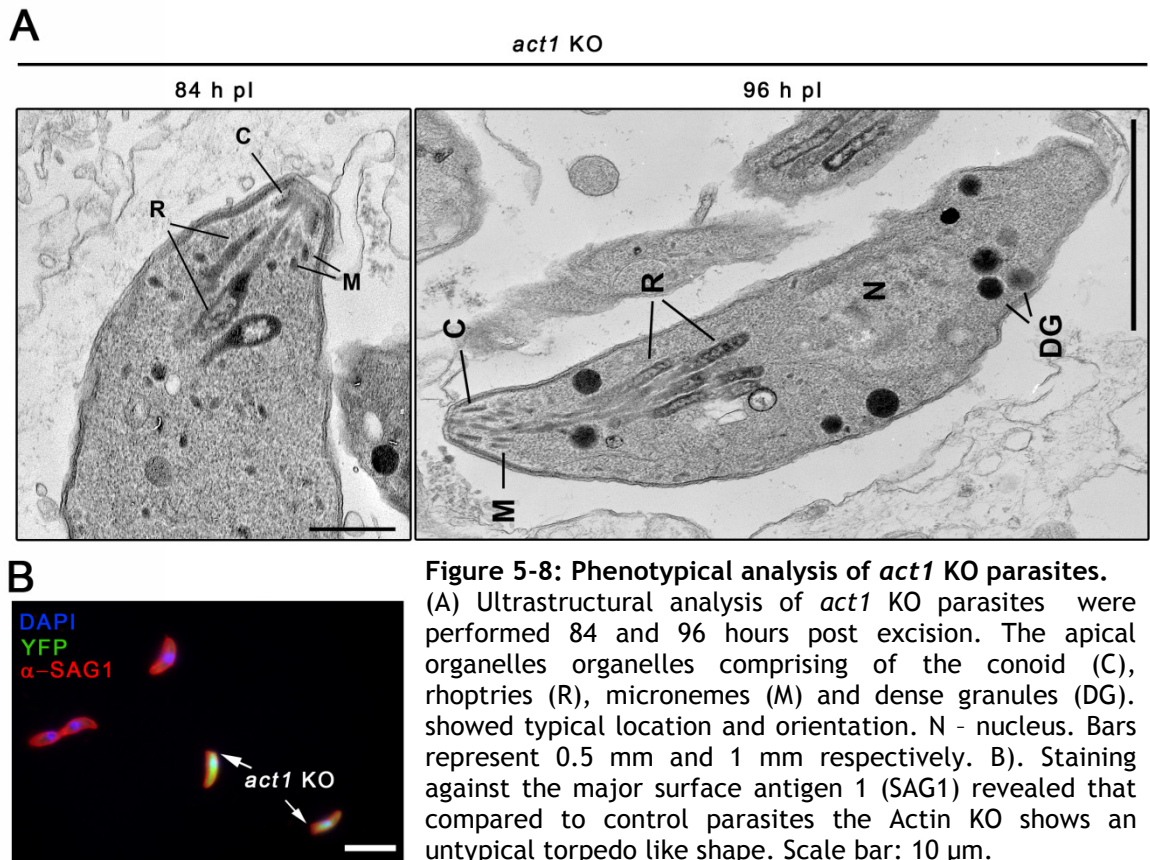 A
act1 KO
84 h pI
96 h pI
C
R
M
C
R
N
DG
M
B
DAPI
YFP
α–SAG1
act1 KO
Figure 5-8: Phenotypical analysis of act1 KO parasites.
(A) Ultrastructural analysis of act1 KO parasites were
performed 84 and 96 hours post excision. The apical
organelles organelles comprising of the conoid (C),
rhoptries (R), micronemes (M) and dense granules (DG).
showed typical location and orientation. N – nucleus. Bars
represent 0.5 mm and 1 mm respectively. B). Staining
against the major surface antigen 1 (SAG1) revealed that
compared to control parasites the Actin KO shows an
untypical torpedo like shape. Scale bar: 10 µm.